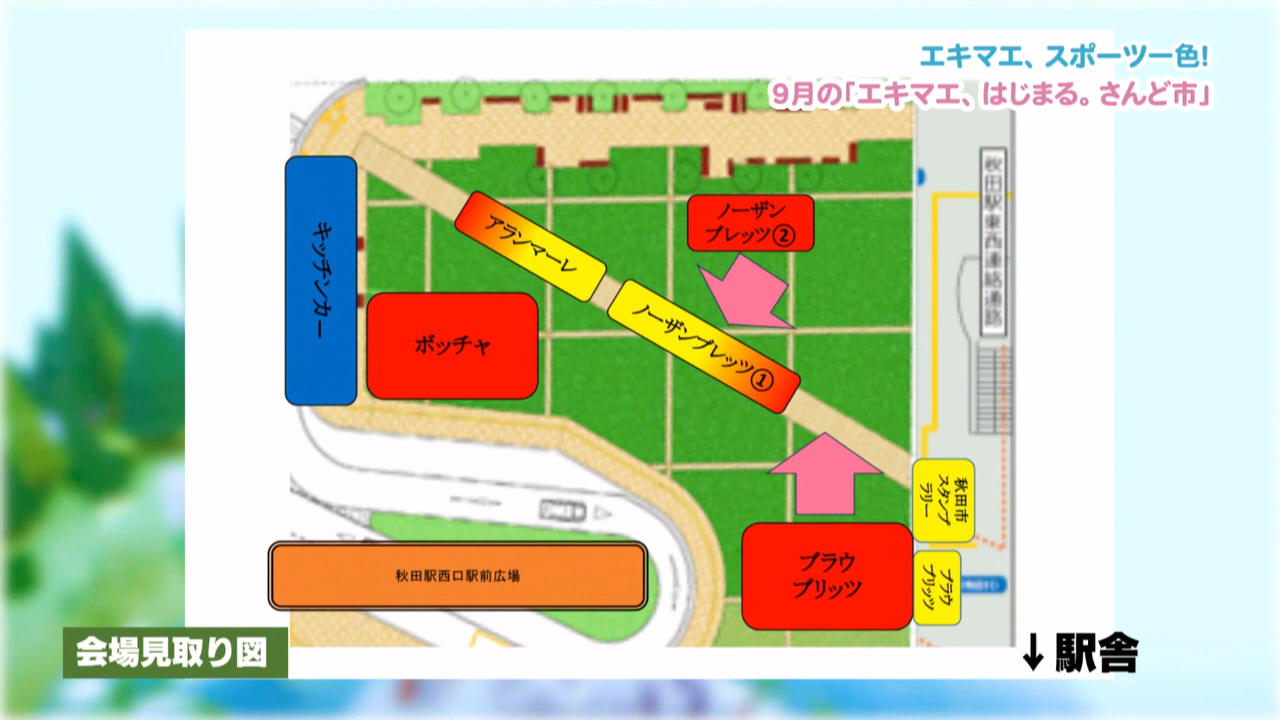 エキマエ、スポーツ一色!
9月の「エキマエ、はじまる。さんど市」
秋田駅東西連絡通路
キッチンカー
アランマーレ
ノーザン
ブレッツ②
ボッチャ
ノーザンブレッツ①
秋田市
スタンプ
ラリー
ブラウ
ブリッツ
ブラウ
ブリッツ
秋田駅西口駅前広場
会場見取り図
↓駅舎